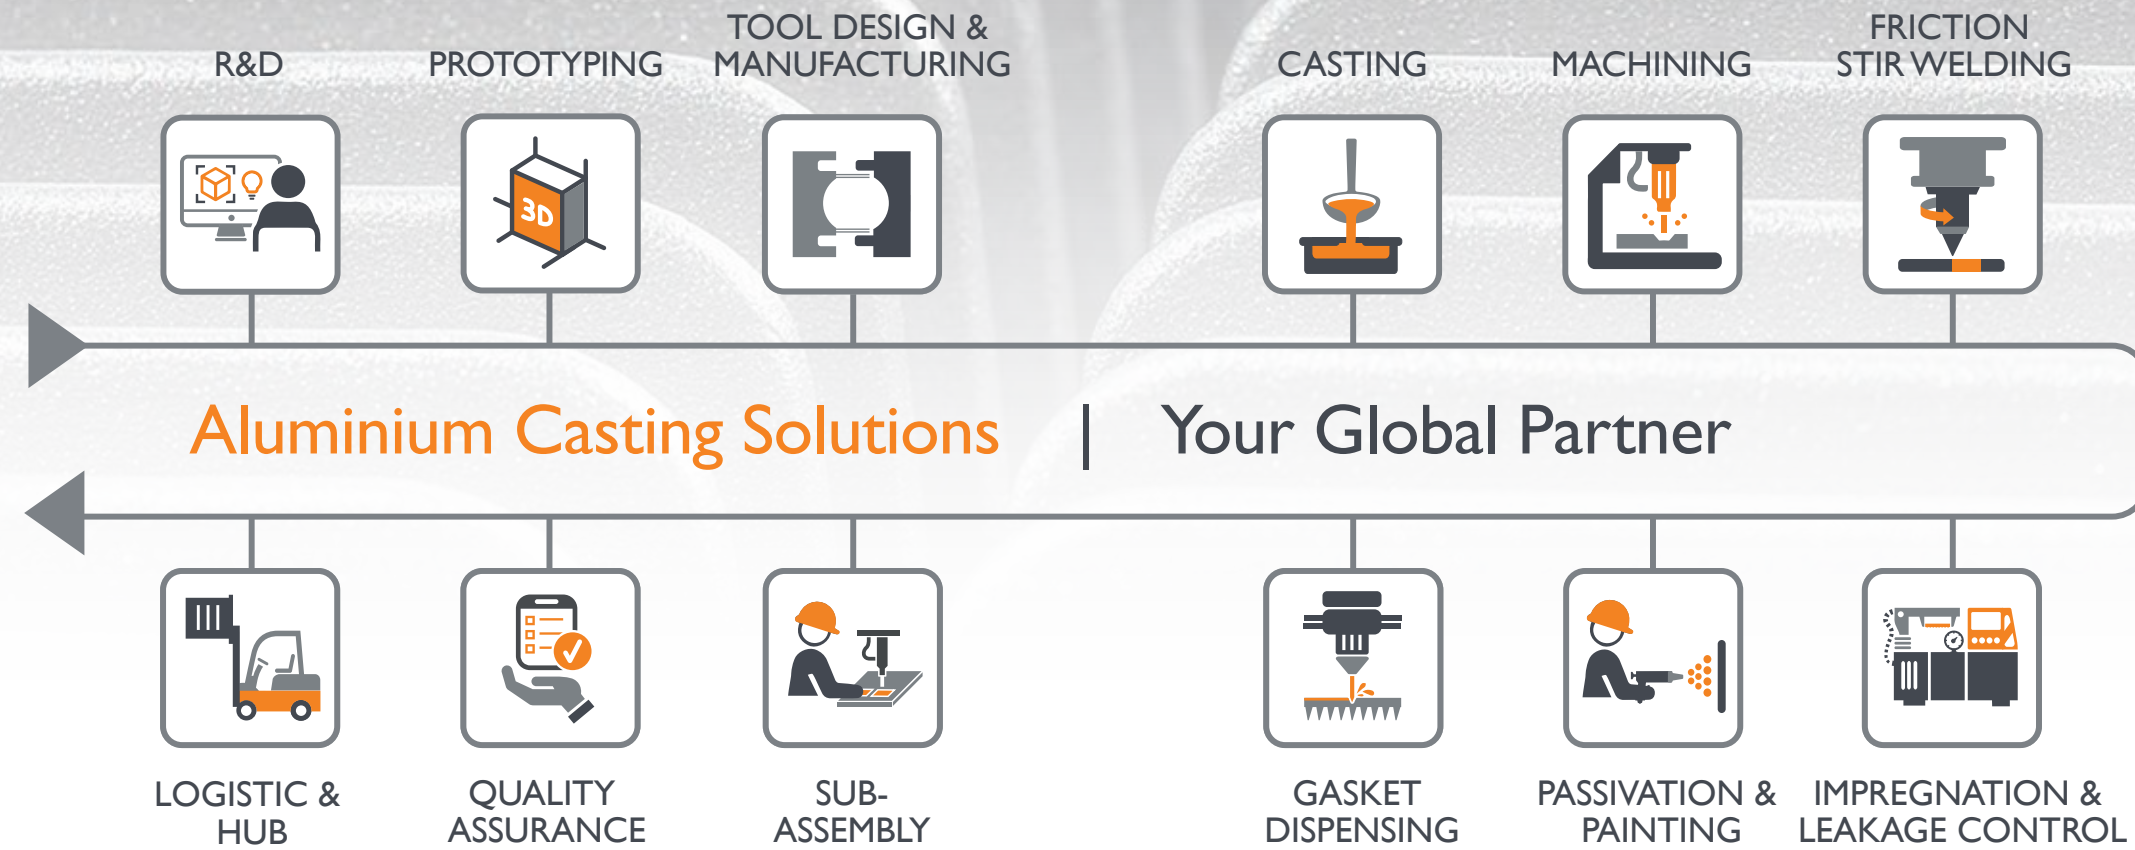 R&D
PROTOTYPING
TOOL DESIGN &
MANUFACTURING
CASTING
MACHINING
FRICTION
STIR WELDING
3D
Aluminium Casting Solutions | Your Global Partner
LOGISTIC &
HUB
QUALITY
ASSURANCE
SUB-
ASSEMBLY
GASKET
DISPENSING
PASSIVATION &
PAINTING
IMPREGNATION &
LEAKAGE CONTROL